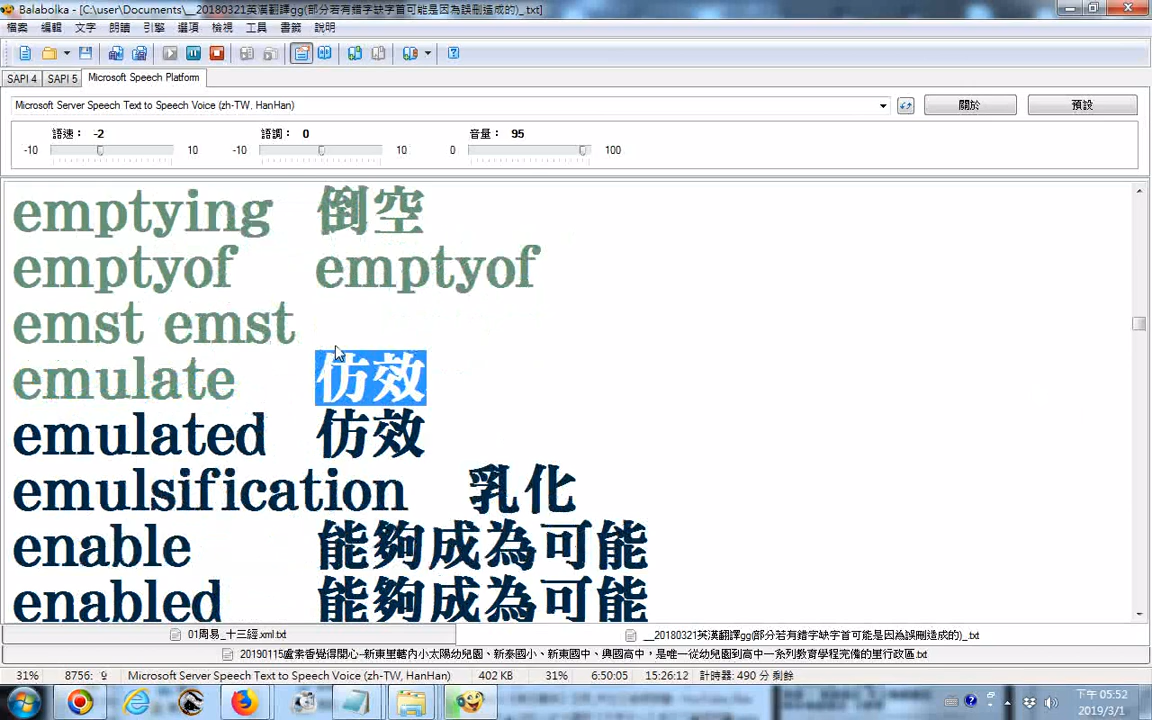 Balabolka - [C:\user\Documents\__20180321英漢翻譯gg(部分若有錯字缺字首可能是因為誤刪造成的)_.txt]
檔案 編輯 文字 朗讀 引擎 選項 檢視 工具 書籤 說明
SAPI 4 SAPI 5 Microsoft Speech Platform
Microsoft Server Speech Text to Speech Voice (zh-TW, HanHan) 關於 預設
語速： -2 語調： 0 音量： 95
-10 10 -10 10 0 100
emptying 倒空
emptyof emptyof
emst emst
emulate 仿效
emulated 仿效
emulsification 乳化
enable 能夠成為可能
enabled 能夠成為可能
01周易_十三經.xml.txt __20180321英漢翻譯gg(部分若有錯字缺字首可能是因為誤刪造成的)_.txt
20190115盧素香覺得開心-新東里轄內小太陽幼兒園、新泰國小、新東國中、興國高中，是唯一從幼兒園到高中一系列教育學程完備的里行政區.txt
31% 8756: 9 Microsoft Server Speech Text to Speech Voice (zh-TW, HanHan) 402 KB 31% 6:50:05 15:26:12 計時器: 490 分 剩餘
下午 05:52
2019/3/1